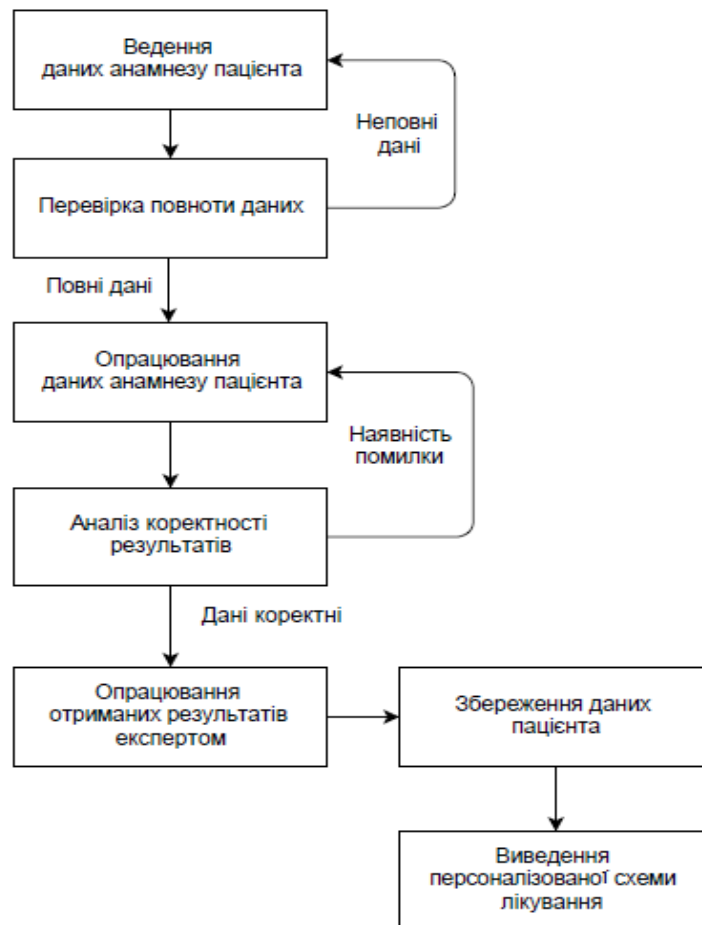 Ведення
даних анамнезу пацієнта
Неповні
дані
Перевірка повноти даних
Повні дані
Опрацювання
даних анамнезу пацієнта
Наявність
помилки
Аналіз коректності
результатів
Дані коректні
Опрацювання
отриманих результатів
експертом
Збереження даних
пацієнта
Виведення
персоналізованої схеми
лікування